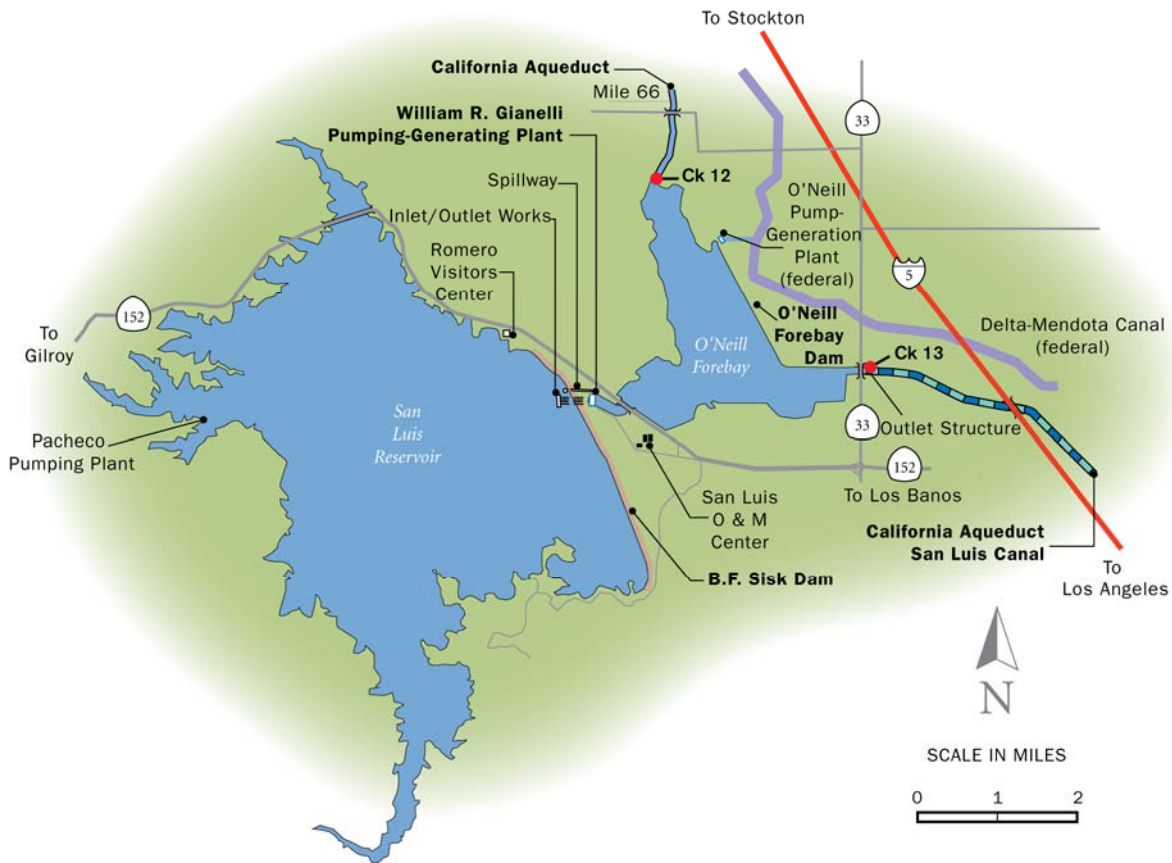 To Stockton
California Aqueduct
Mile 66
William R. Gianelli
Pumping-Generating Plant
33
Ck 12
Spillway
O'Neill
Pump-
Generation
Plant
(federal)
Inlet/Outlet Works
Romero
Visitors
Center
5
152
To
Gilroy
O'Neill
Forebay
Dam
Delta-Mendota Canal
(federal)
O'Neill
Forebay
Ck 13
San
Luis
Reservoir
33
Outlet Structure
Pacheco
Pumping Plant
152
To Los Banos
San Luis
O & M
Center
California Aqueduct
San Luis Canal
B.F. Sisk Dam
To
Los Angeles
N
SCALE IN MILES
0 1 2